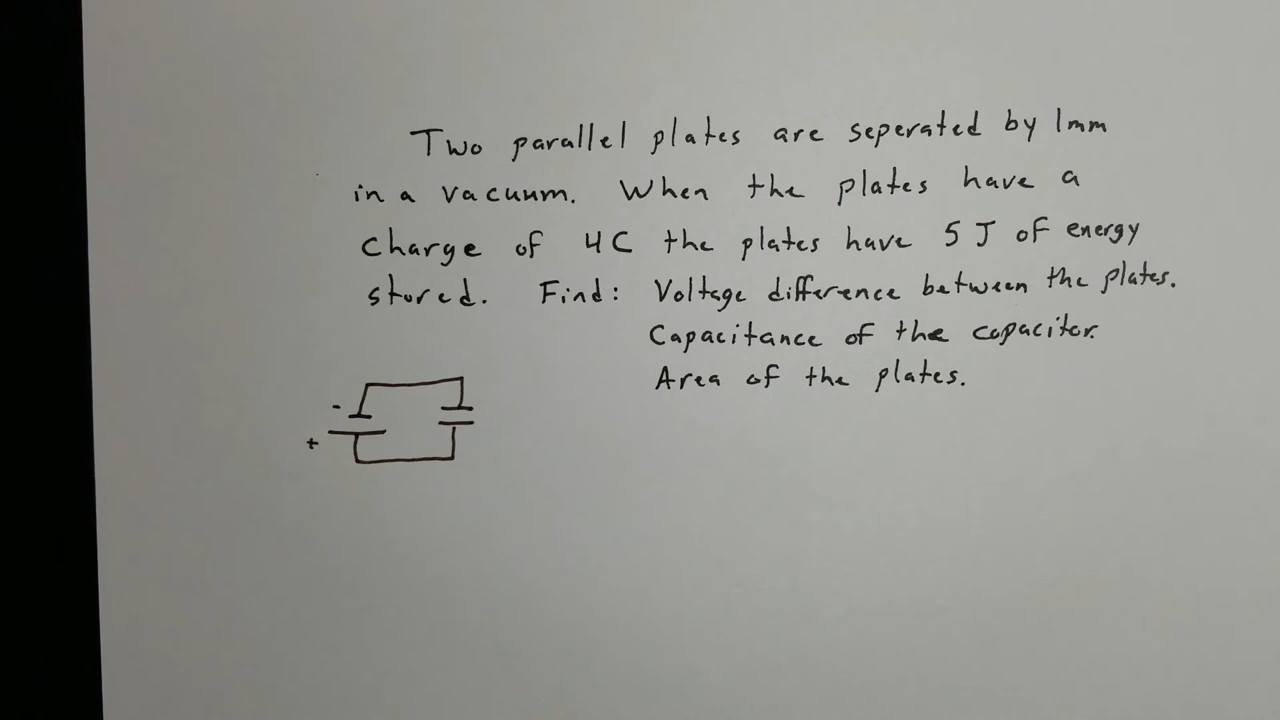 Two parallel plates are seperated by 1mm
in a vacuum. When the plates have a
charge of 4C the plates have 5 J of energy
stored. Find: Voltage difference between the plates.
Capacitance of the capacitor.
Area of the plates.
-
+